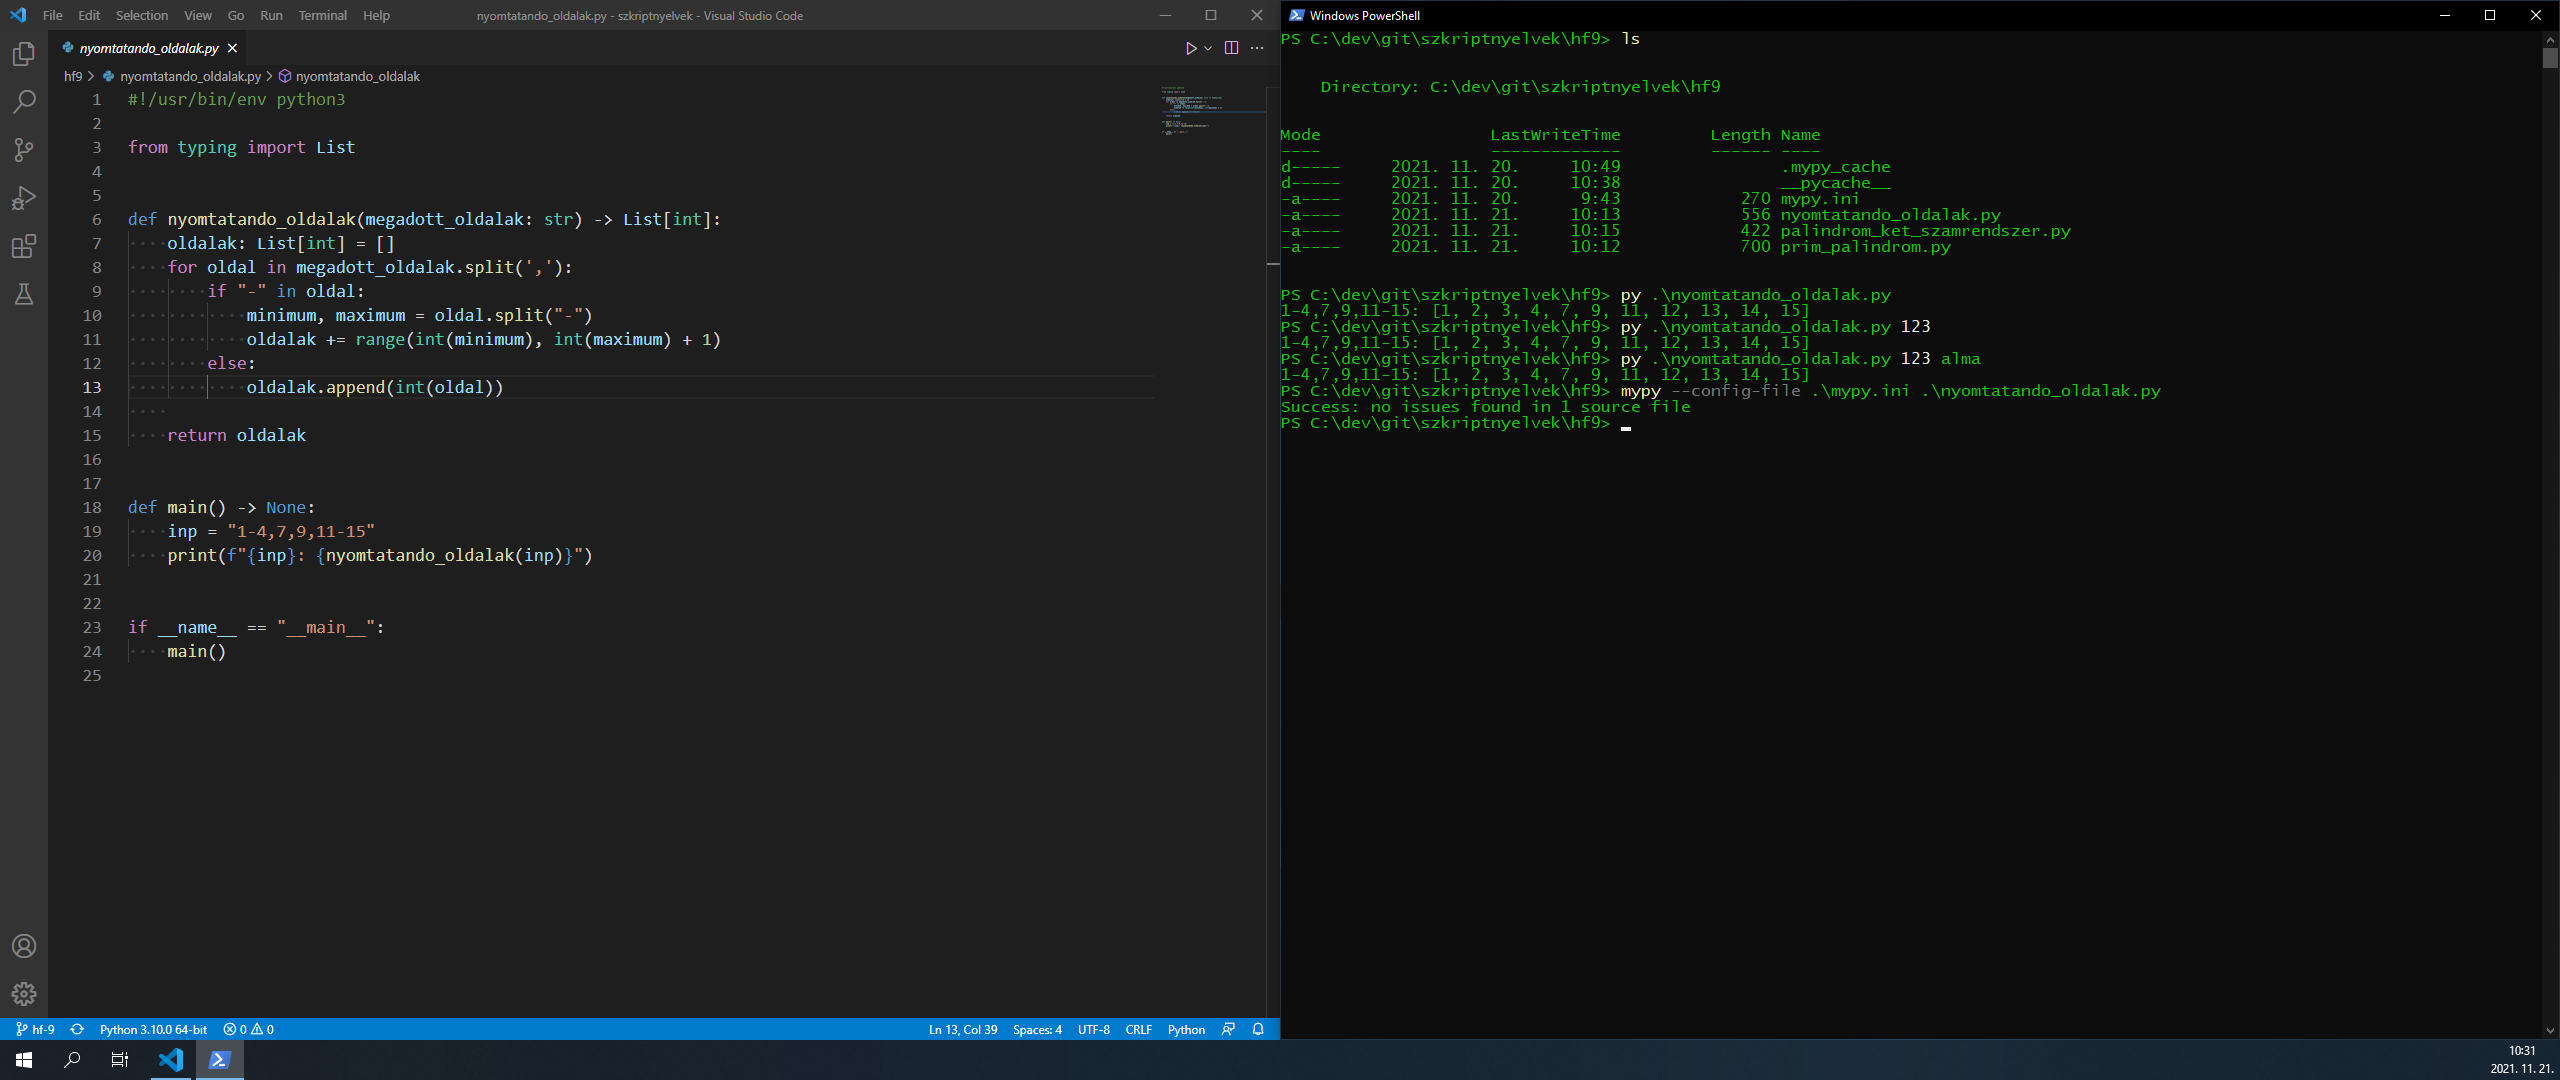 File Edit Selection View Go Run Terminal Help
nyomtatando_oldalak.py - szkriptnyelvek - Visual Studio Code
nyomtatando_oldalak.py
hf9 > nyomtatando_oldalak.py > nyomtatando_oldalak
1 #!/usr/bin/env python3
2
3 from typing import List
4
5
6 def nyomtatando_oldalak(megadott_oldalak: str) -> List[int]:
7 ····oldalak: List[int] = []
8 ····for oldal in megadott_oldalak.split(','):
9 ········if "-" in oldal:
10 ············minimum, maximum = oldal.split("-")
11 ············oldalak += range(int(minimum), int(maximum) + 1)
12 ········else:
13 ············oldalak.append(int(oldal))
14 ····
15 ····return oldalak
16
17
18 def main() -> None:
19 ····inp = "1-4,7,9,11-15"
20 ····print(f"{inp}: {nyomtatando_oldalak(inp)}")
21
22
23 if __name__ == "__main__":
24 ····main()
25
hf-9 Python 3.10.0 64-bit 0 0 Ln 13, Col 39 Spaces: 4 UTF-8 CRLF Python
Windows PowerShell
PS C:\dev\git\szkriptnyelvek\hf9> ls
Directory: C:\dev\git\szkriptnyelvek\hf9
Mode LastWriteTime Length Name
---- ------------- ------ ----
d----- 2021. 11. 20. 10:49 .mypy_cache
d----- 2021. 11. 20. 10:38 __pycache__
-a---- 2021. 11. 20. 9:43 270 mypy.ini
-a---- 2021. 11. 21. 10:13 556 nyomtatando_oldalak.py
-a---- 2021. 11. 21. 10:15 422 palindrom_ket_szamrendszer.py
-a---- 2021. 11. 21. 10:12 700 prim_palindrom.py
PS C:\dev\git\szkriptnyelvek\hf9> py .\nyomtatando_oldalak.py
1-4,7,9,11-15: [1, 2, 3, 4, 7, 9, 11, 12, 13, 14, 15]
PS C:\dev\git\szkriptnyelvek\hf9> py .\nyomtatando_oldalak.py 123
1-4,7,9,11-15: [1, 2, 3, 4, 7, 9, 11, 12, 13, 14, 15]
PS C:\dev\git\szkriptnyelvek\hf9> py .\nyomtatando_oldalak.py 123 alma
1-4,7,9,11-15: [1, 2, 3, 4, 7, 9, 11, 12, 13, 14, 15]
PS C:\dev\git\szkriptnyelvek\hf9> mypy --config-file .\mypy.ini .\nyomtatando_oldalak.py
Success: no issues found in 1 source file
PS C:\dev\git\szkriptnyelvek\hf9>
10:31
2021. 11. 21.